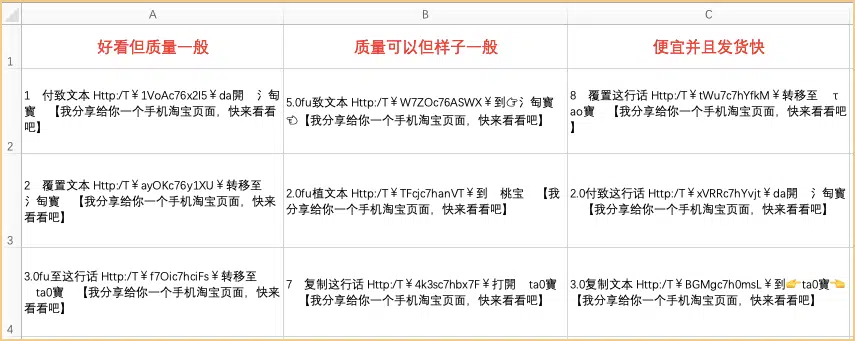 A B C
1 好看但质量一般 质量可以但样子一般 便宜并且发货快
1 付致文本 Http:/T￥1VoAc76x2I5￥da開 氵匋
寳 【我分享给你一个手机淘宝页面，快来看看
吧】
5.0fu致文本 Http:/T￥W7ZOc76ASWX￥到👉氵匋寳
👈【我分享给你一个手机淘宝页面，快来看看吧】
8 覆置这行话 Http:/T￥tWu7c7hYfkM￥转移至 τ
ao寶 【我分享给你一个手机淘宝页面，快来看看吧
】
2
2 覆置文本 Http:/T￥ayOKc76y1XU￥转移至
氵匋寳 【我分享给你一个手机淘宝页面，快来
看看吧】
2.0fu植文本 Http:/T￥TFcjc7hanVT￥到 桃宝 【我
分享给你一个手机淘宝页面，快来看看吧】
2.0付致这行话 Http:/T￥xVRRc7hYvjt￥da開 氵匋寳
【我分享给你一个手机淘宝页面，快来看看吧】
3
3.0fu至这行话 Http:/T￥f7Oic7hciFs￥转移至
ta0寶 【我分享给你一个手机淘宝页面，快来
看看吧】
7 复制这行话 Http:/T￥4k3sc7hbx7F￥打開 ta0寶
【我分享给你一个手机淘宝页面，快来看看吧】
3.0复制文本 Http:/T￥BGMgc7h0msL￥到👉ta0寶👈
【我分享给你一个手机淘宝页面，快来看看吧】
4